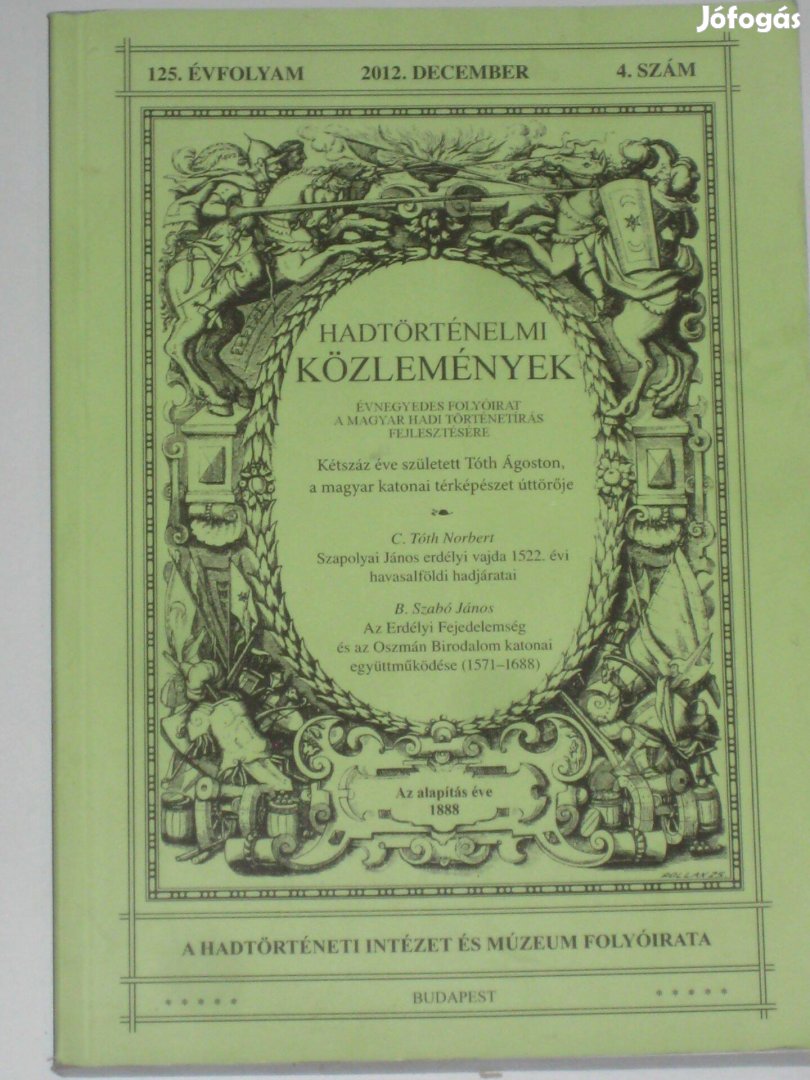 Jófogás
125. ÉVFOLYAM 2012. DECEMBER 4. SZÁM
HADTÖRTÉNELMI
KÖZLEMÉNYEK
ÉVNEGYEDES FOLYÓIRAT
A MAGYAR HADI TÖRTÉNETÍRÁS
FEJLESZTÉSÉRE
Kétszáz éve született Tóth Ágoston,
a magyar katonai térképészet úttörője
C. Tóth Norbert
Szapolyai János erdélyi vajda 1522. évi
havasalföldi hadjáratai
B. Szabó János
Az Erdélyi Fejedelemség
és az Oszmán Birodalom katonai
együttműködése (1571–1688)
Az alapítás éve
1888
A HADTÖRTÉNETI INTÉZET ÉS MÚZEUM FOLYÓIRATA
* * * * * BUDAPEST * * * * *